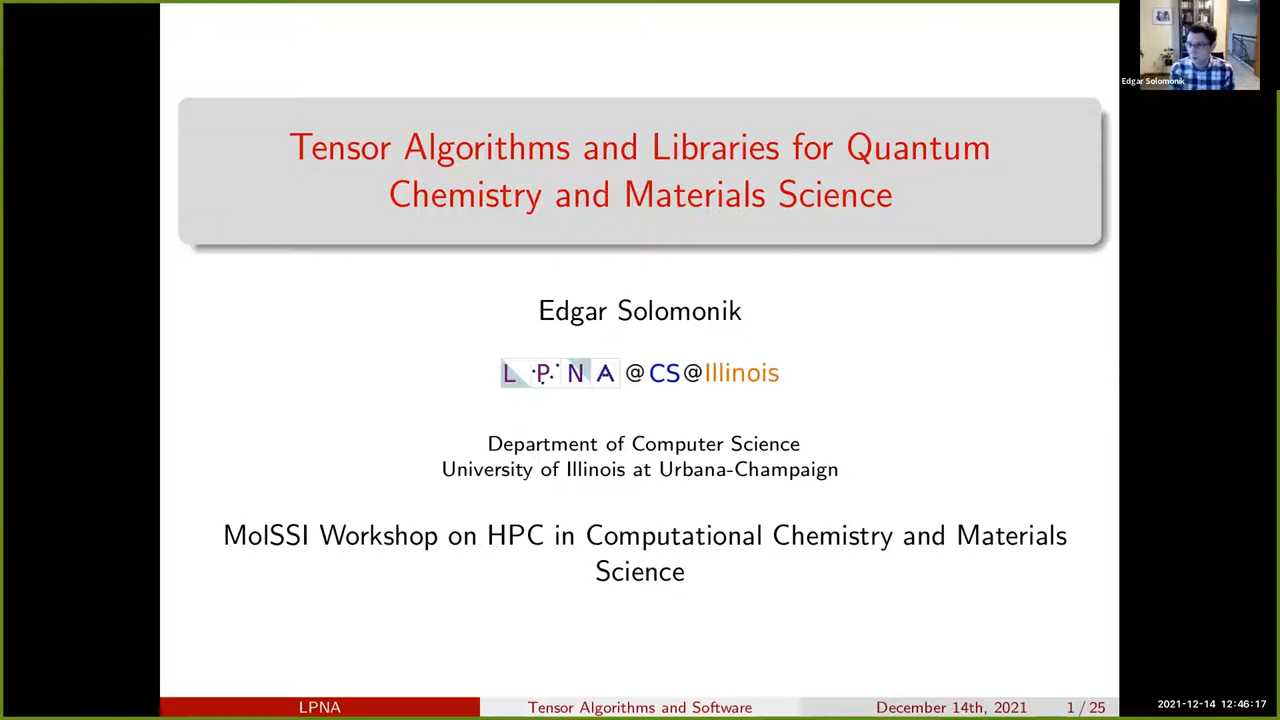 Edgar Solomonik
Tensor Algorithms and Libraries for Quantum
Chemistry and Materials Science
Edgar Solomonik
L P N A @CS@Illinois
Department of Computer Science
University of Illinois at Urbana-Champaign
MolSSI Workshop on HPC in Computational Chemistry and Materials
Science
LPNA Tensor Algorithms and Software December 14th, 2021 1 / 25
2021-12-14 12:46:17